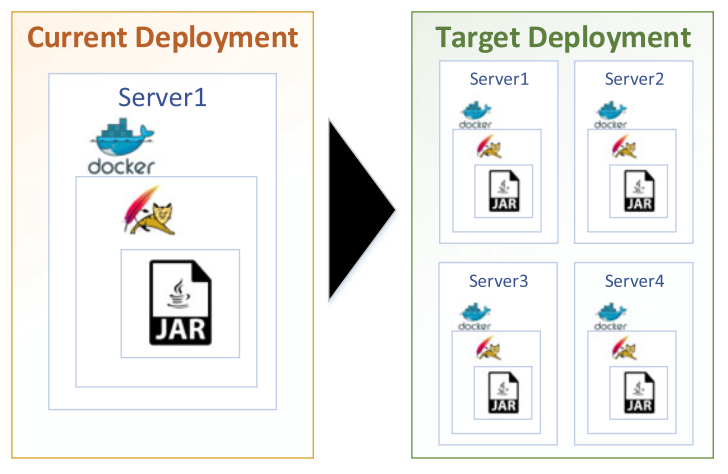 Current Deployment
Server1
docker
JAR
Target Deployment
Server1
docker
JAR
Server2
docker
JAR
Server3
docker
JAR
Server4
docker
JAR